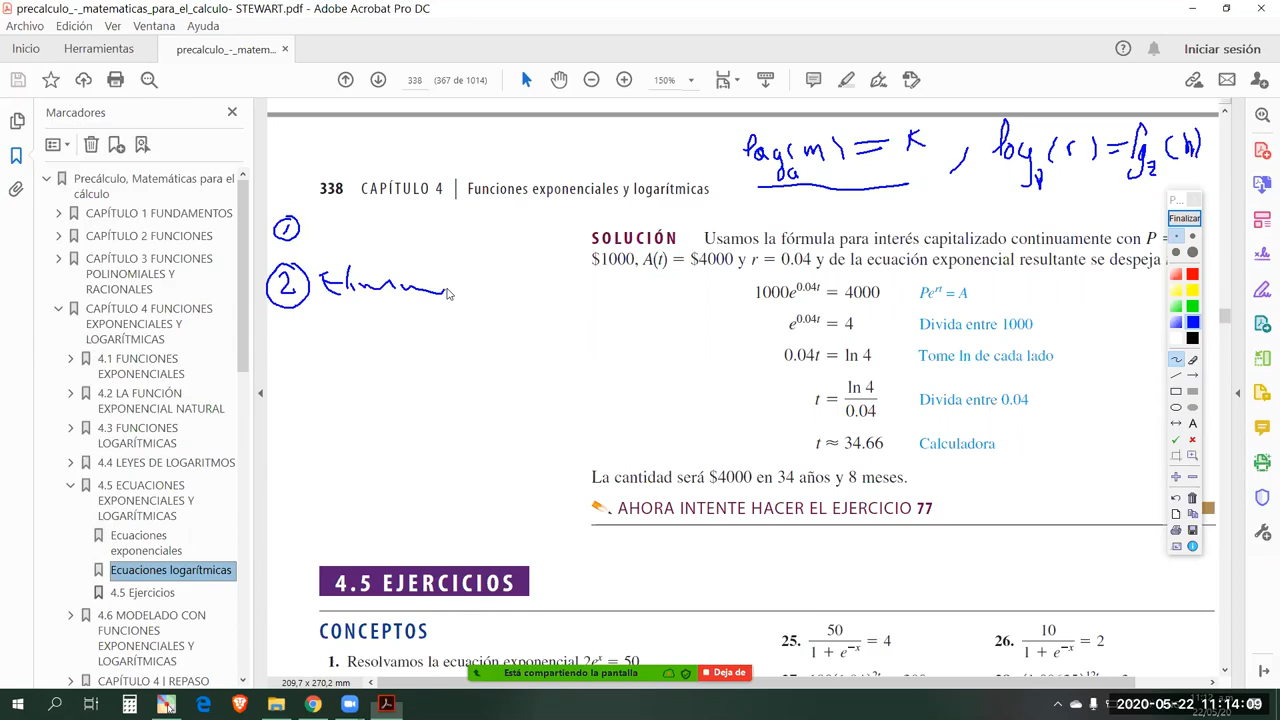 precalculo_-_matematicas_para_el_calculo- STEWART.pdf - Adobe Acrobat Pro DC
Archivo Edición Ver Ventana Ayuda
Inicio Herramientas precalculo_-_matem... × Iniciar sesión
338 (367 de 1014) 150%
Marcadores
Precálculo, Matemáticas para el
cálculo
CAPÍTULO 1 FUNDAMENTOS
CAPÍTULO 2 FUNCIONES
CAPÍTULO 3 FUNCIONES
POLINOMIALES Y
RACIONALES
CAPÍTULO 4 FUNCIONES
EXPONENCIALES Y
LOGARÍTMICAS
4.1 FUNCIONES
EXPONENCIALES
4.2 LA FUNCIÓN
EXPONENCIAL NATURAL
4.3 FUNCIONES
LOGARÍTMICAS
4.4 LEYES DE LOGARITMOS
4.5 ECUACIONES
EXPONENCIALES Y
LOGARÍTMICAS
Ecuaciones
exponenciales
Ecuaciones logarítmicas
4.5 Ejercicios
4.6 MODELADO CON
FUNCIONES
EXPONENCIALES Y
LOGARÍTMICAS
CAPÍTULO 4 | REPASO
209,7 x 270,2 mm
log_a(m) = K , log_p(r) = lg_z(h)
338 CAPÍTULO 4 | Funciones exponenciales y logarítmicas
①
② Elimin
SOLUCIÓN Usamos la fórmula para interés capitalizado continuamente con P =
$1000, A(t) = $4000 y r = 0.04 y de la ecuación exponencial resultante se despeja
1000e^0.04t = 4000 Pe^rt = A
e^0.04t = 4 Divida entre 1000
0.04t = ln 4 Tome ln de cada lado
t = ln 4 / 0.04 Divida entre 0.04
t ≈ 34.66 Calculadora
La cantidad será $4000 en 34 años y 8 meses.
AHORA INTENTE HACER EL EJERCICIO 77
4.5 EJERCICIOS
CONCEPTOS
1. Resolvamos la ecuación exponencial 2e^x = 50
25. 50 / (1 + e^−x) = 4 26. 10 / (1 + e^−x) = 2
P...
Finalizar
A
Está compartiendo la pantalla Deja de
2020-05-22 11:14:09